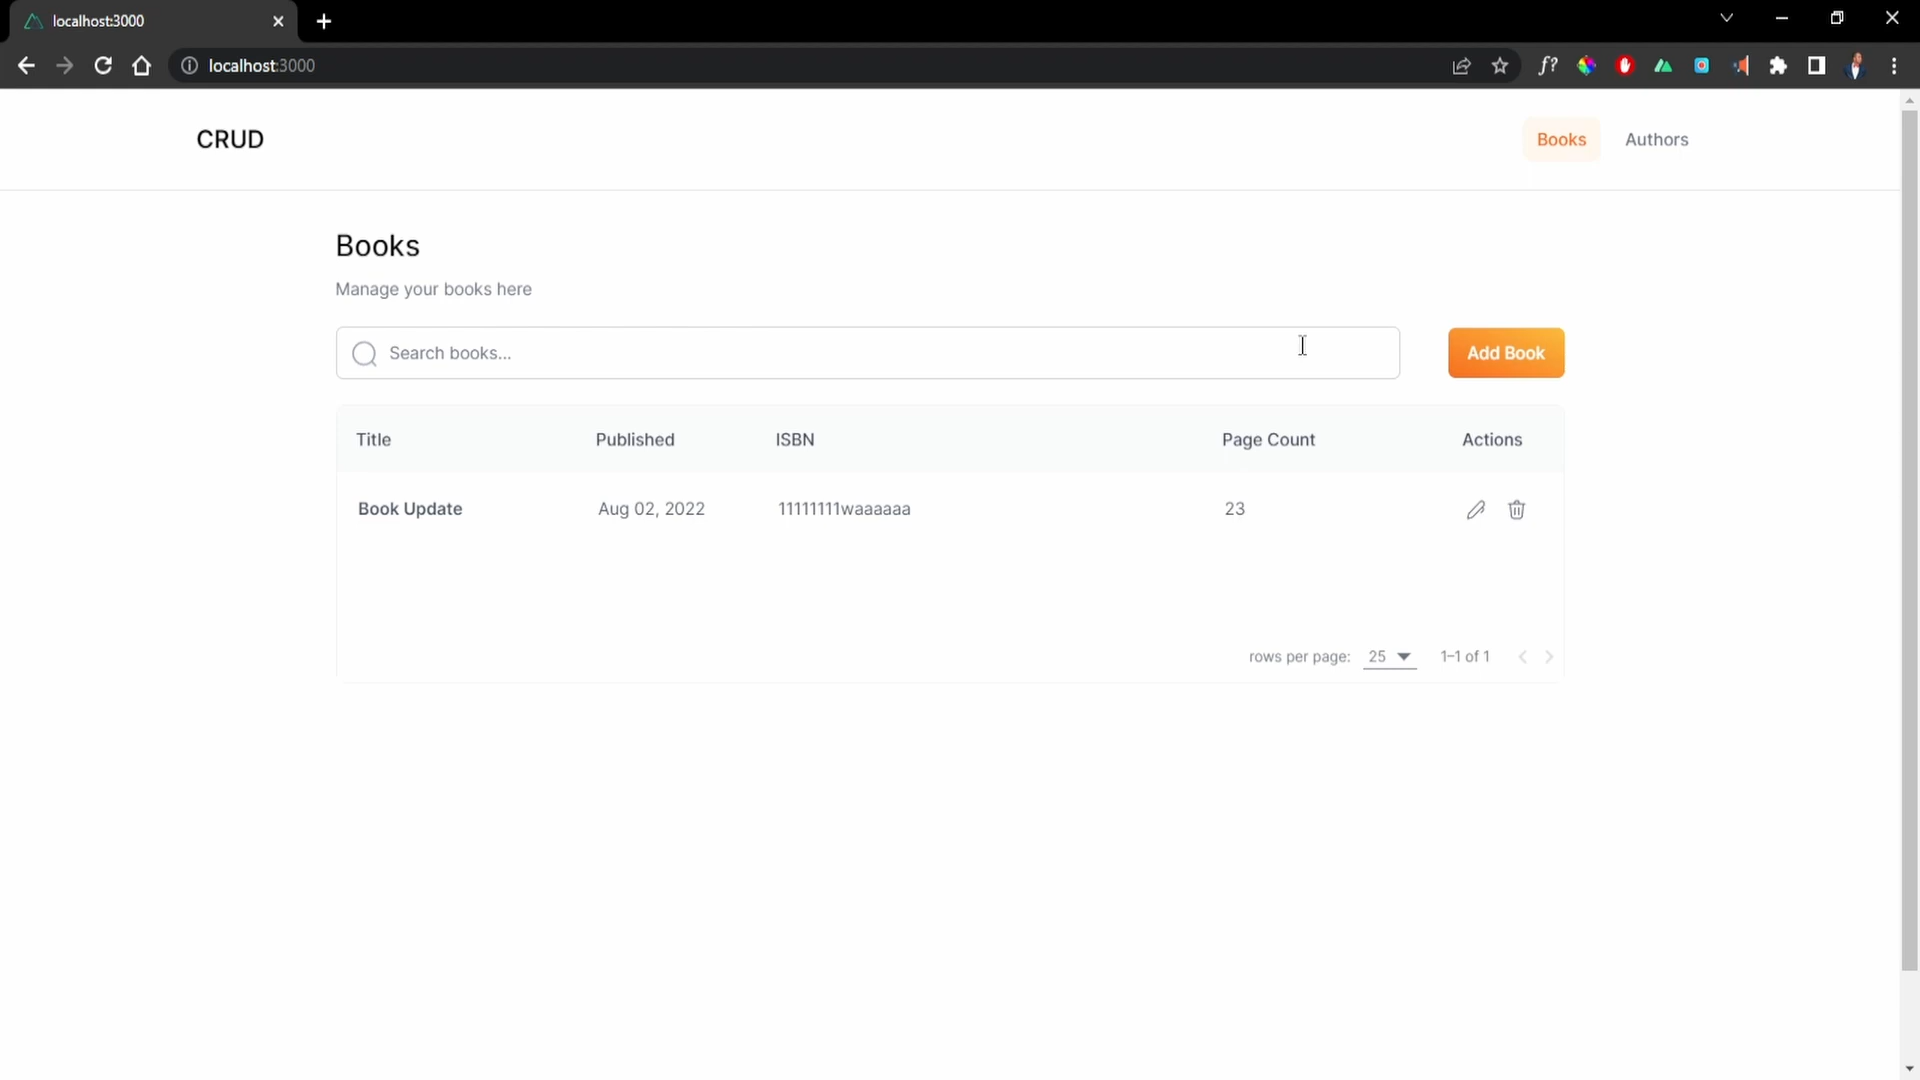 localhost:3000
localhost:3000
f?
CRUD
Books
Authors
Books
Manage your books here
Search books...
Add Book
Title Published ISBN Page Count Actions
Book Update Aug 02, 2022 11111111waaaaaa 23
rows per page: 25 1-1 of 1